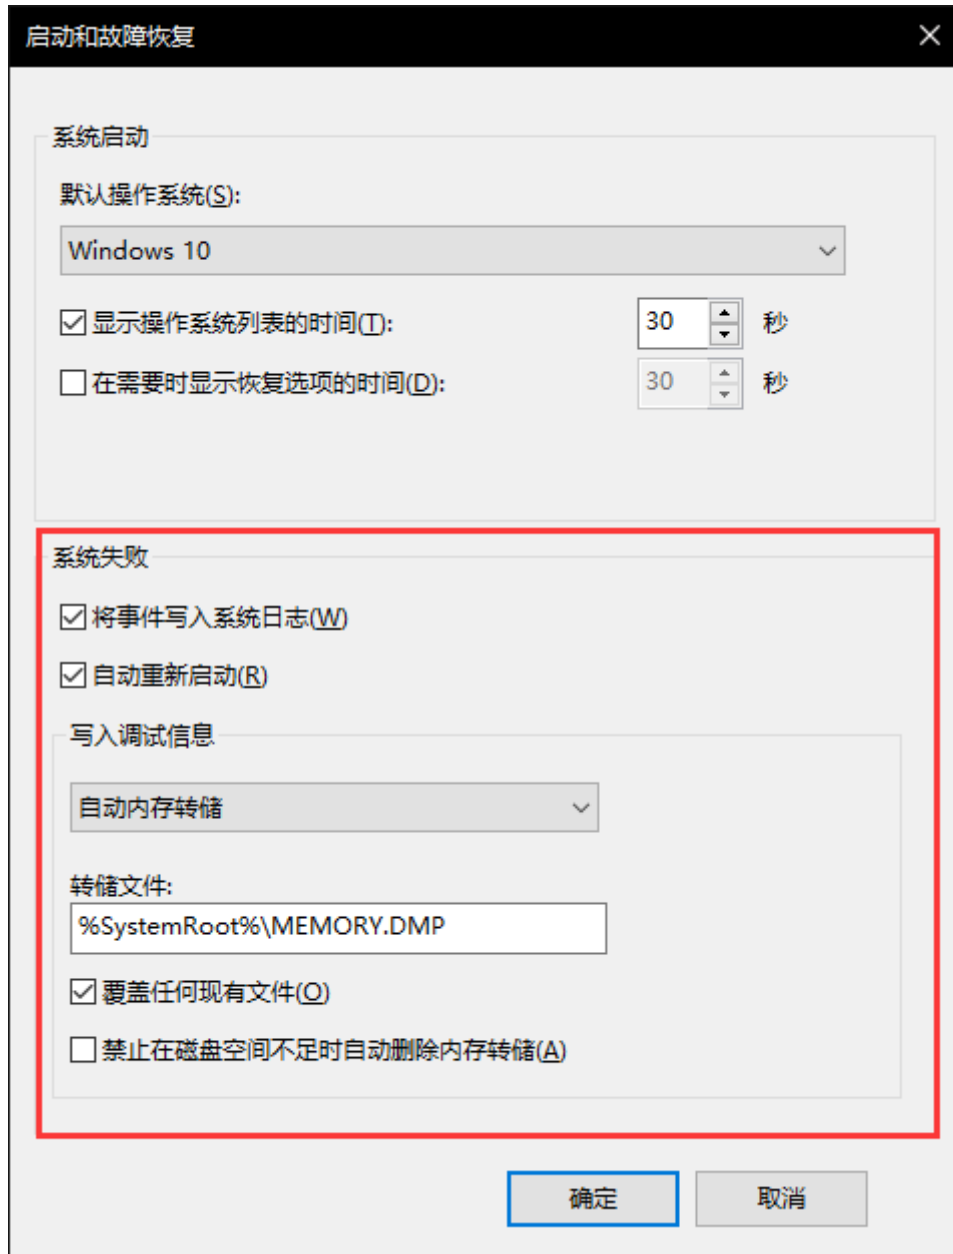 启动和故障恢复
系统启动
默认操作系统(S):
Windows 10
显示操作系统列表的时间(T):
30 秒
在需要时显示恢复选项的时间(D):
30 秒
系统失败
将事件写入系统日志(W)
自动重新启动(R)
写入调试信息
自动内存转储
转储文件:
%SystemRoot%\MEMORY.DMP
覆盖任何现有文件(O)
禁止在磁盘空间不足时自动删除内存转储(A)
确定 取消